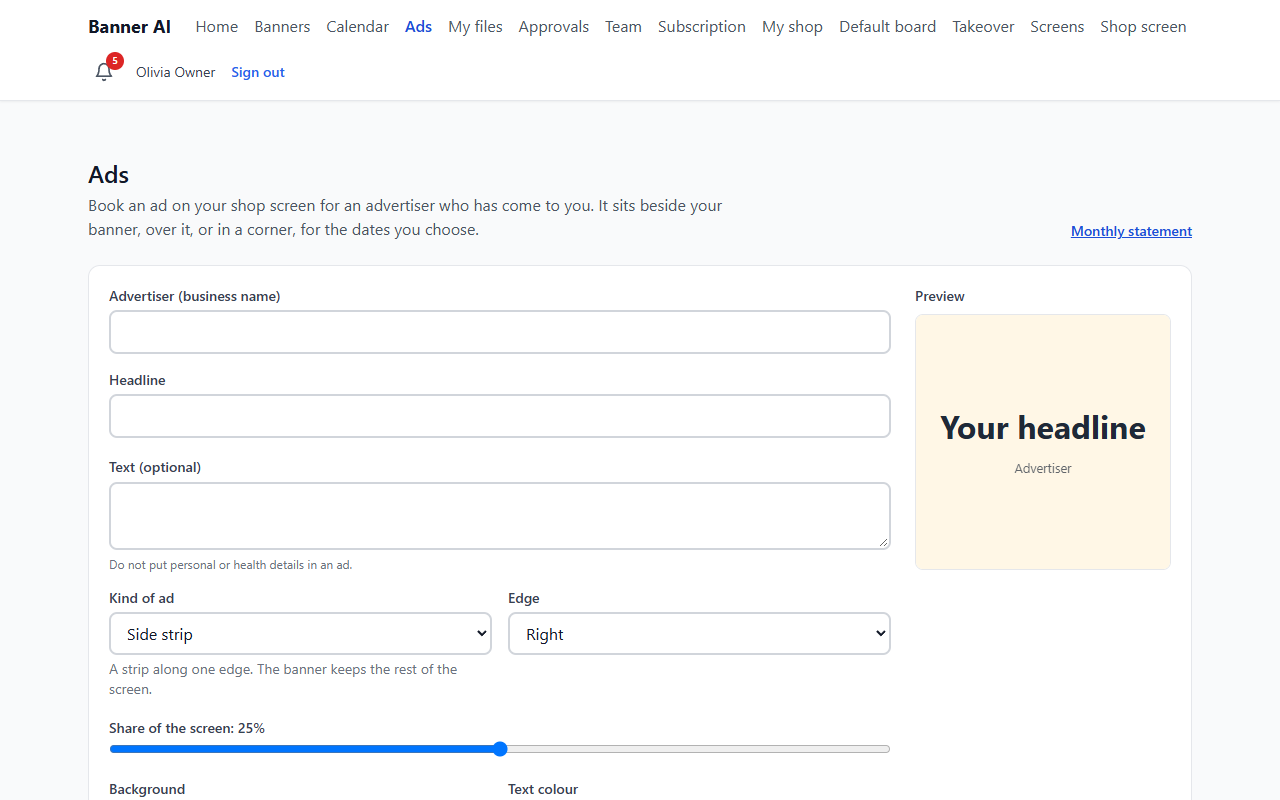 Banner AI Home Banners Calendar Ads My files Approvals Team Subscription My shop Default board Takeover Screens Shop screen
5 Olivia Owner Sign out
Ads
Book an ad on your shop screen for an advertiser who has come to you. It sits beside your
banner, over it, or in a corner, for the dates you choose.
Monthly statement
Advertiser (business name)
Headline
Text (optional)
Do not put personal or health details in an ad.
Kind of ad
Edge
Side strip
Right
A strip along one edge. The banner keeps the rest of the
screen.
Share of the screen: 25%
Background
Text colour
Preview
Your headline
Advertiser